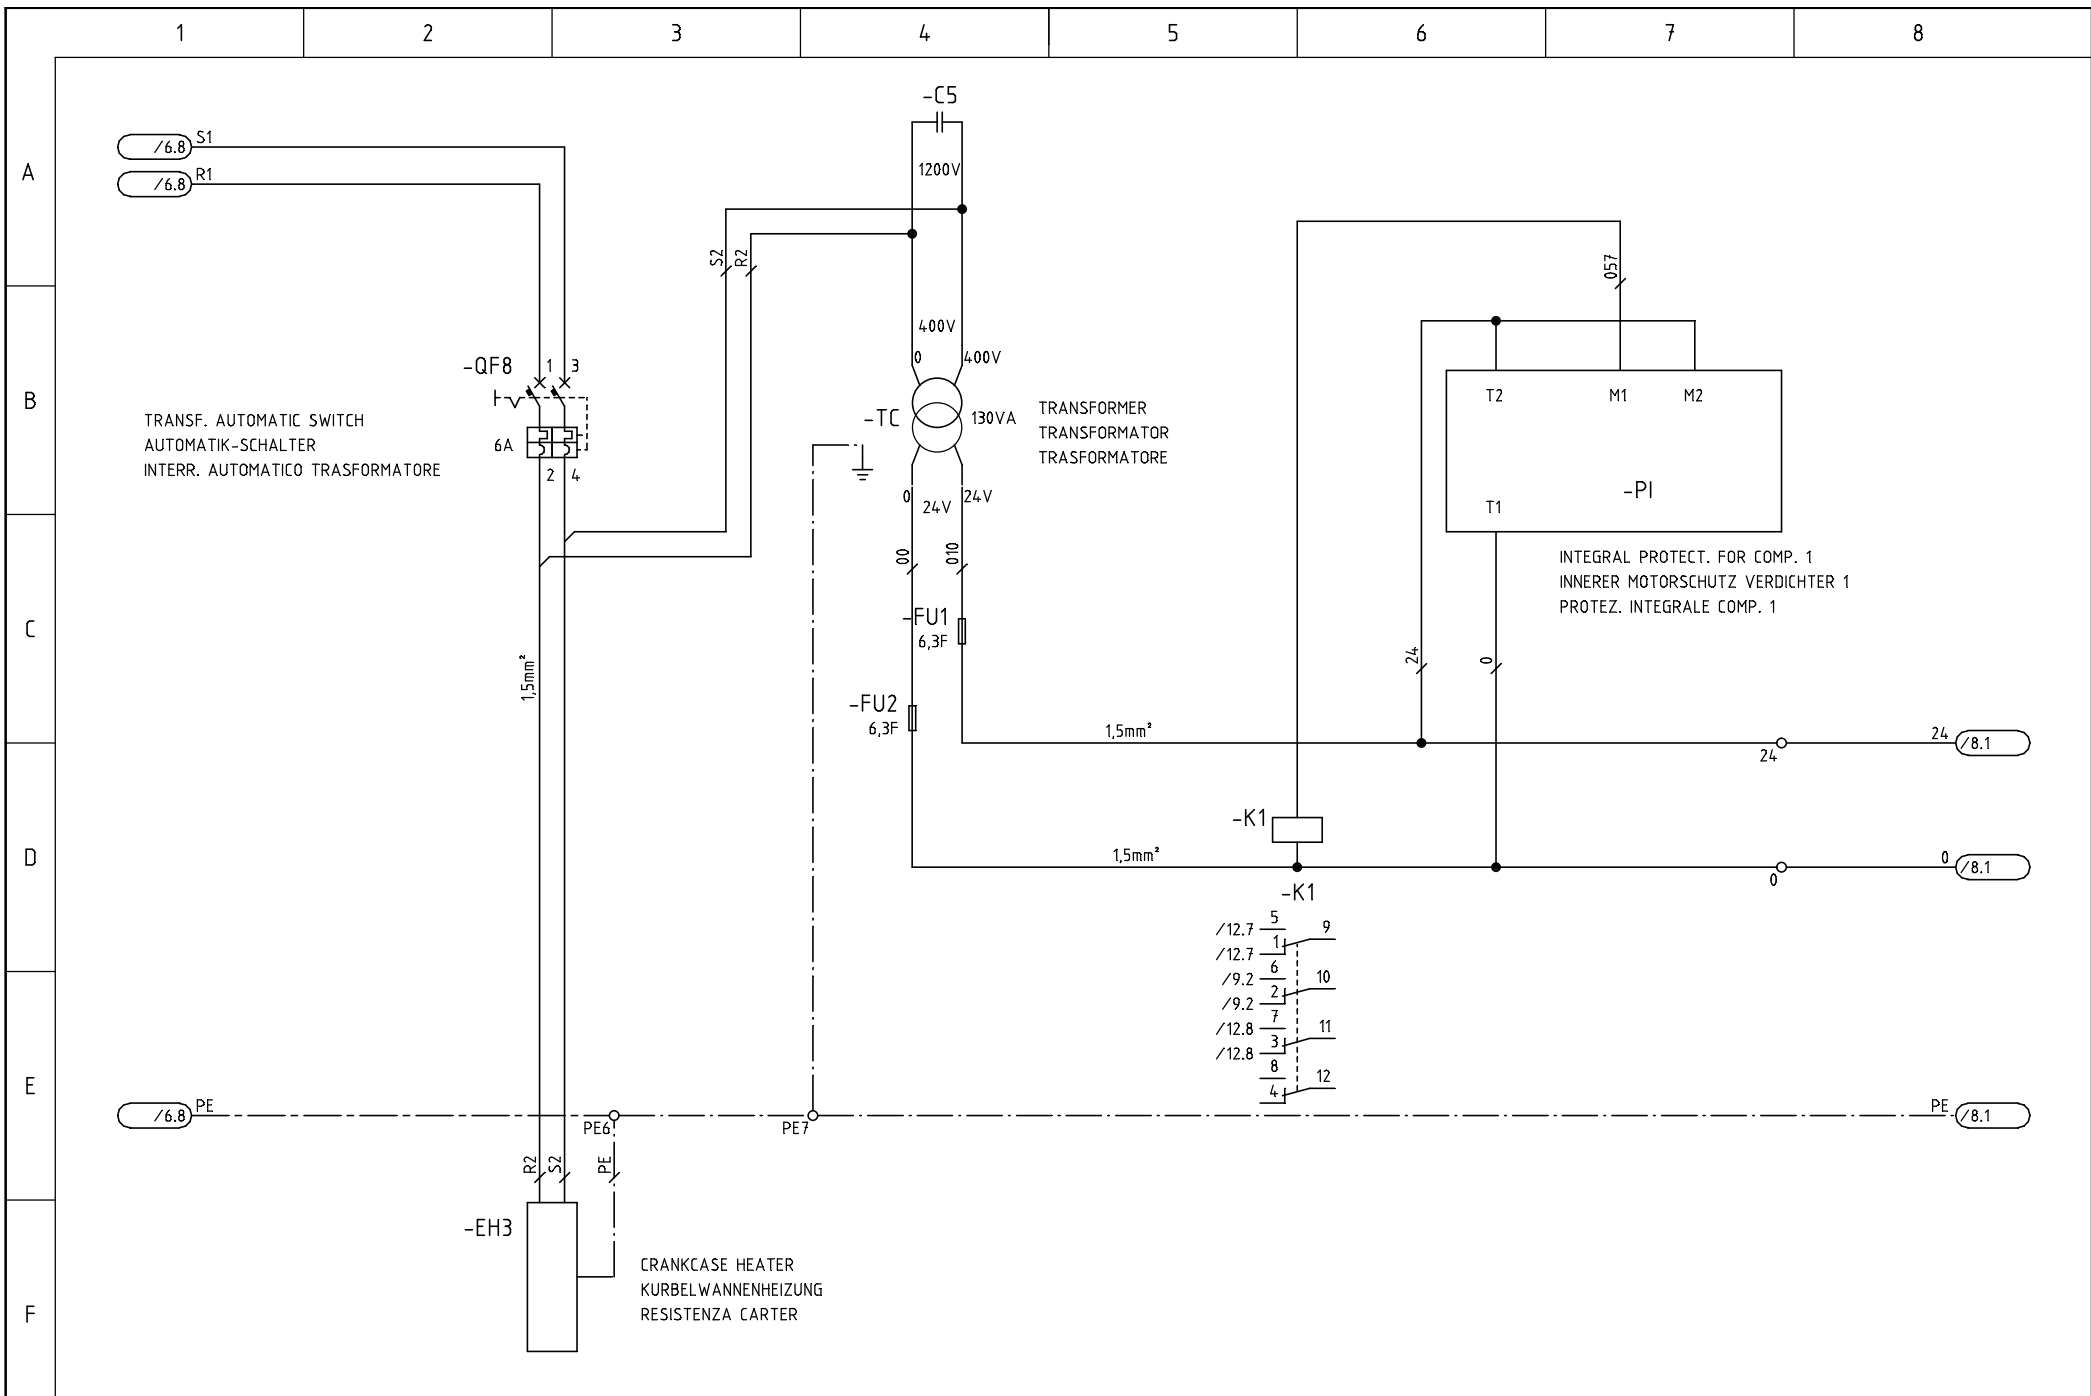 1 2 3 4 5 6 7 8
A
B
C
D
E
F
/6.8 S1
/6.8 R1
-C5
1200V
S2
R2
057
400V
0
400V
-QF8
1 3
6A
2 4
TRANSF. AUTOMATIC SWITCH
AUTOMATIK-SCHALTER
INTERR. AUTOMATICO TRASFORMATORE
-TC
130VA
TRANSFORMER
TRANSFORMATOR
TRASFORMATORE
0
24V
24V
T2
M1
M2
-PI
T1
INTEGRAL PROTECT. FOR COMP. 1
INNERER MOTORSCHUTZ VERDICHTER 1
PROTEZ. INTEGRALE COMP. 1
00
010
-FU1
6,3F
-FU2
6,3F
1,5mm²
24
0
1,5mm²
24
24 /8.1
-K1
1,5mm²
0
0 /8.1
-K1
/12.7 5
9
/12.7 1
/9.2 6
10
/9.2 2
/12.8 7
11
/12.8 3
8
12
4
/6.8 PE
PE6
PE7
PE /8.1
R2
S2
PE
-EH3
CRANKCASE HEATER
KURBELWANNENHEIZUNG
RESISTENZA CARTER